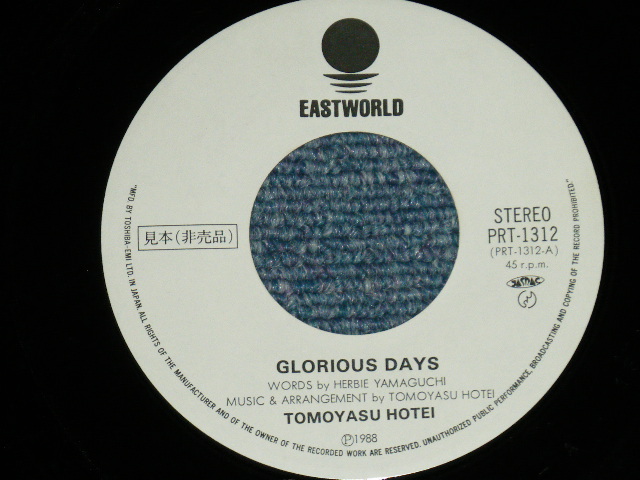 EASTWORLD
見本(非売品)
STEREO
PRT-1312
(PRT-1312-A)
45 r.p.m.
JASRAC
GLORIOUS DAYS
WORDS by HERBIE YAMAGUCHI
MUSIC & ARRANGEMENT by TOMOYASU HOTEI
TOMOYASU HOTEI
Ⓟ1988
"MFD. BY TOSHIBA-EMI LTD. IN JAPAN. ALL RIGHTS OF THE MANUFACTURER AND OF THE OWNER OF THE RECORDED WORK ARE RESERVED. UNAUTHORIZED PUBLIC PERFORMANCE, BROADCASTING AND COPYING OF THE RECORD PROHIBITED."